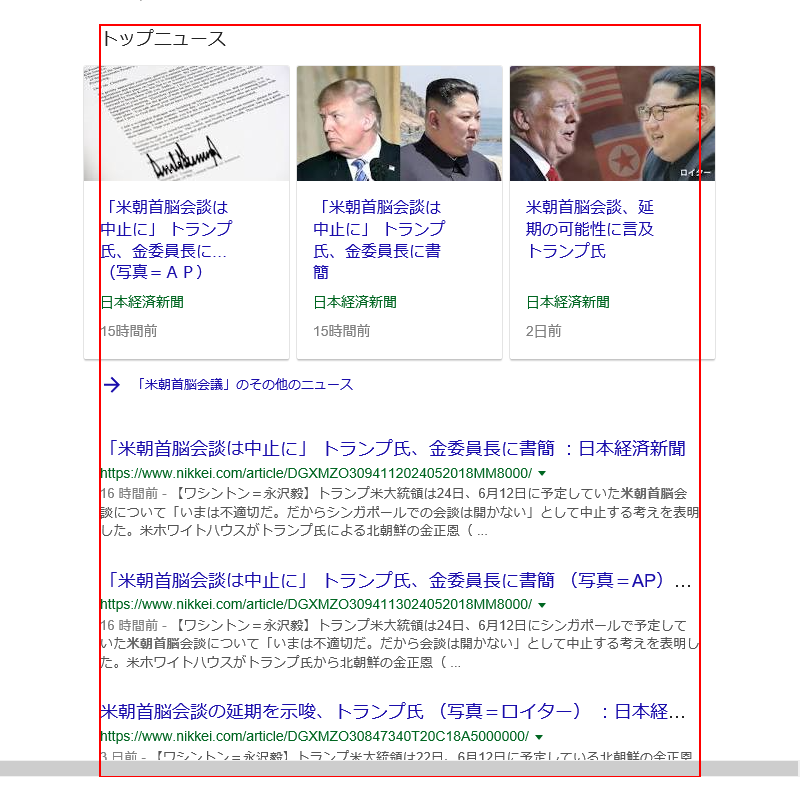 トップニュース
ロイター
「米朝首脳会談は
中止に」 トランプ
氏、金委員長に…
（写真＝ＡＰ）
日本経済新聞
15時間前
「米朝首脳会談は
中止に」 トランプ
氏、金委員長に書
簡
日本経済新聞
15時間前
米朝首脳会談、延
期の可能性に言及
トランプ氏
日本経済新聞
2日前
「米朝首脳会議」のその他のニュース
「米朝首脳会談は中止に」 トランプ氏、金委員長に書簡 ：日本経済新聞
https://www.nikkei.com/article/DGXMZO3094112024052018MM8000/
16 時間前 - 【ワシントン＝永沢毅】トランプ米大統領は24日、6月12日に予定していた米朝首脳会
談について「いまは不適切だ。だからシンガポールでの会談は開かない」として中止する考えを表明
した。米ホワイトハウスがトランプ氏による北朝鮮の金正恩（ ...
「米朝首脳会談は中止に」 トランプ氏、金委員長に書簡 （写真＝AP）...
https://www.nikkei.com/article/DGXMZO3094113024052018MM8000/
16 時間前 - 【ワシントン＝永沢毅】トランプ米大統領は24日、6月12日にシンガポールで予定して
いた米朝首脳会談について「いまは不適切だ。だから会談は開かない」として中止する考えを表明し
た。米ホワイトハウスがトランプ氏から北朝鮮の金正恩（ ...
米朝首脳会談の延期を示唆、トランプ氏 （写真＝ロイター） ：日本経...
https://www.nikkei.com/article/DGXMZO30847340T20C18A5000000/
3 日前 - 【ワシントン＝永沢毅】トランプ米大統領は22日、6月12日に予定している北朝鮮の金正恩